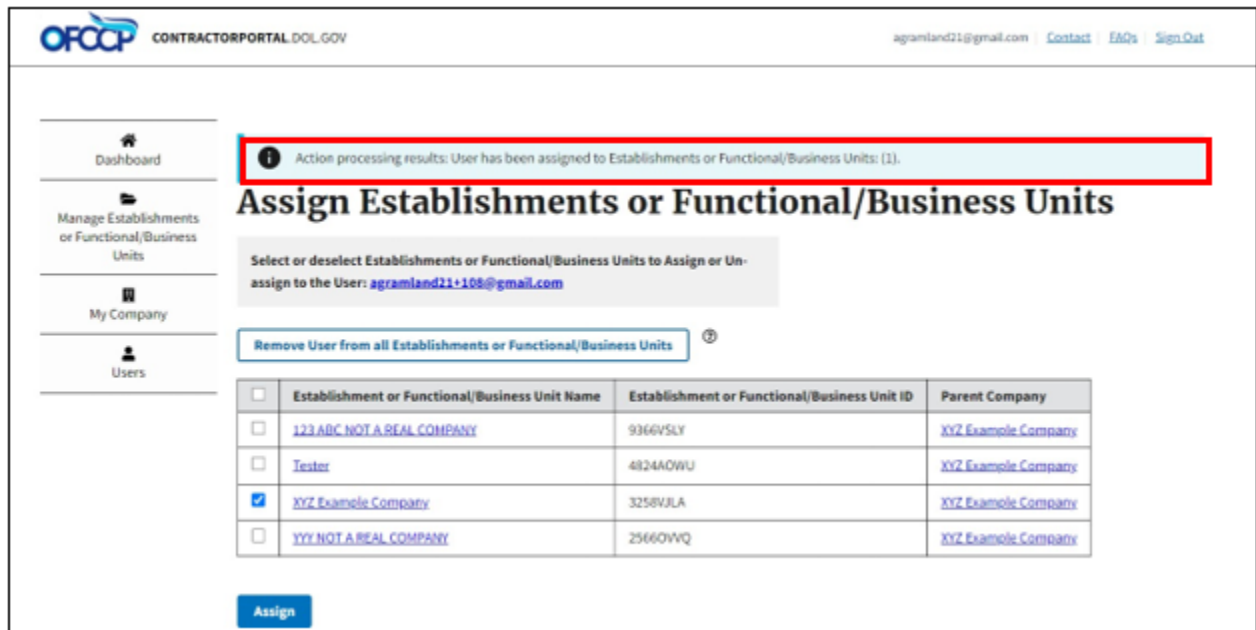 OFCCP CONTRACTORPORTAL.DOL.GOV agramland21@gmail.com | Contact | FAQs | Sign Out
Dashboard
Manage Establishments
or Functional/Business
Units
My Company
Users
Action processing results: User has been assigned to Establishments or Functional/Business Units: (1).
Assign Establishments or Functional/Business Units
Select or deselect Establishments or Functional/Business Units to Assign or Un-
assign to the User: agramland21+108@gmail.com
Remove User from all Establishments or Functional/Business Units
Establishment or Functional/Business Unit Name Establishment or Functional/Business Unit ID Parent Company
123 ABC NOT A REAL COMPANY 9366VSLY XYZ Example Company
Tester 4824AOWU XYZ Example Company
XYZ Example Company 3258VJLA XYZ Example Company
YYY NOT A REAL COMPANY 2566OVVQ XYZ Example Company
Assign